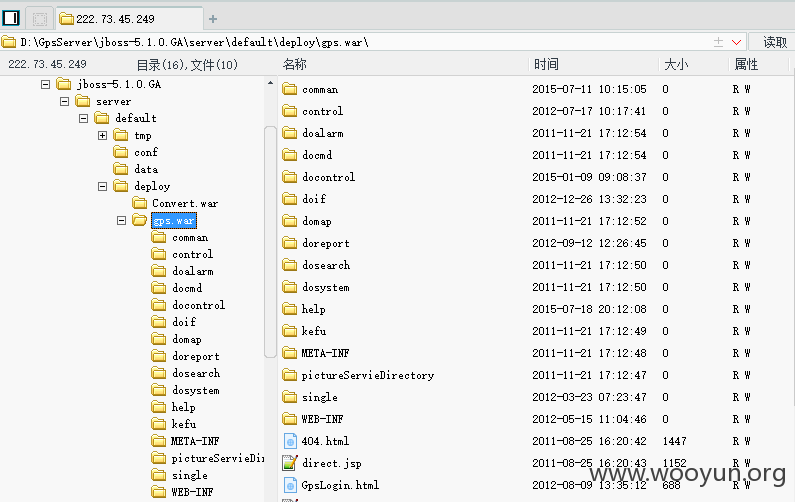 222.73.45.249
D:\GpsServer\jboss-5.1.0.GA\server\default\deploy\gps.war\ 读取
222.73.45.249 目录(16),文件(10) 名称 时间 大小 属性
jboss-5.1.0.GA
server
default
tmp
conf
data
deploy
Convert.war
gps.war
comman
control
doalarm
docmd
docontrol
doif
domap
doreport
dosearch
dosystem
help
kefu
META-INF
pictureServieDir
single
WEB-INF
comman 2015-07-11 10:15:05 0 R W
control 2012-07-17 10:17:41 0 R W
doalarm 2011-11-21 17:12:54 0 R W
docmd 2011-11-21 17:12:54 0 R W
docontrol 2015-01-09 09:08:37 0 R W
doif 2012-12-26 13:32:23 0 R W
domap 2011-11-21 17:12:52 0 R W
doreport 2012-09-12 12:26:45 0 R W
dosearch 2011-11-21 17:12:50 0 R W
dosystem 2011-11-21 17:12:50 0 R W
help 2015-07-18 20:12:08 0 R W
kefu 2011-11-21 17:12:49 0 R W
META-INF 2011-11-21 17:12:48 0 R W
pictureServieDirectory 2011-11-21 17:12:47 0 R W
single 2012-03-23 07:23:47 0 R W
WEB-INF 2012-05-15 11:04:46 0 R W
404.html 2011-08-25 16:20:42 1447 R W
direct.jsp 2011-08-25 16:20:43 1152 R W
GpsLogin.html 2012-08-09 13:35:12 688 R W
www.wooyun.org